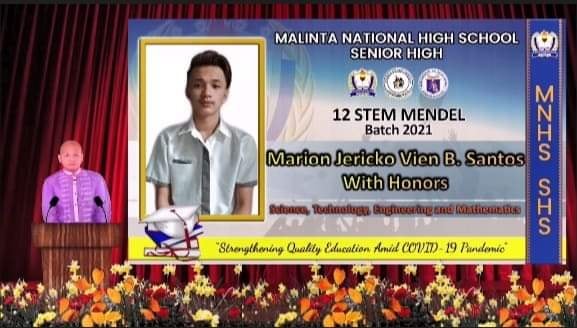 MALINTA NATIONAL HIGH SCHOOL
SENIOR HIGH
12 STEM MENDEL
Batch 2021
Marion Jericko Vien B. Santos
With Honors
Science, Technology, Engineering and Mathematics
"Strengthening Quality Education Amid COVID - 19 Pandemic"
MNHS SHS